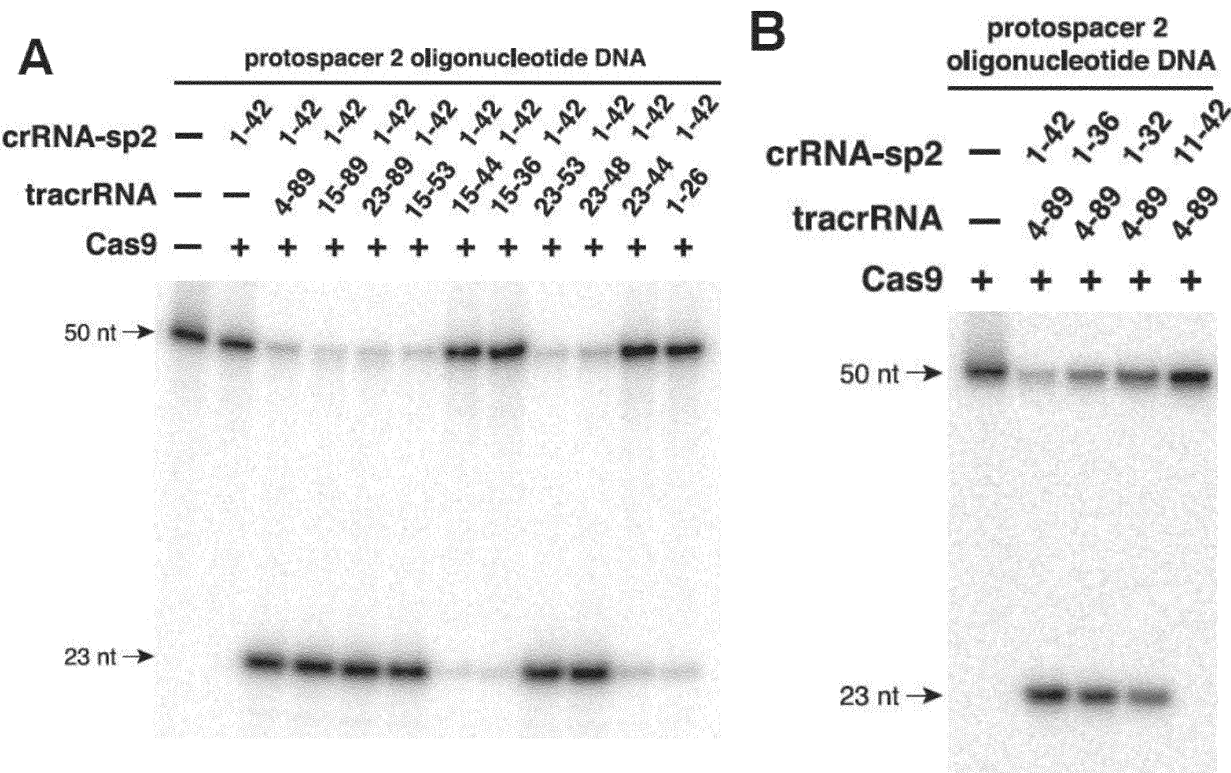 A
protospacer 2 oligonucleotide DNA
crRNA-sp2 — 1-42 1-42 1-42 1-42 1-42 1-42 1-42 1-42 1-42 1-42 1-42
tracrRNA — — 4-89 15-89 23-89 15-53 15-44 15-36 23-53 23-48 23-44 1-26
Cas9 — + + + + + + + + + + +
50 nt
23 nt
B
protospacer 2
oligonucleotide DNA
crRNA-sp2 — 1-42 1-36 1-32 11-42
tracrRNA — 4-89 4-89 4-89 4-89
Cas9 + + + + +
50 nt
23 nt